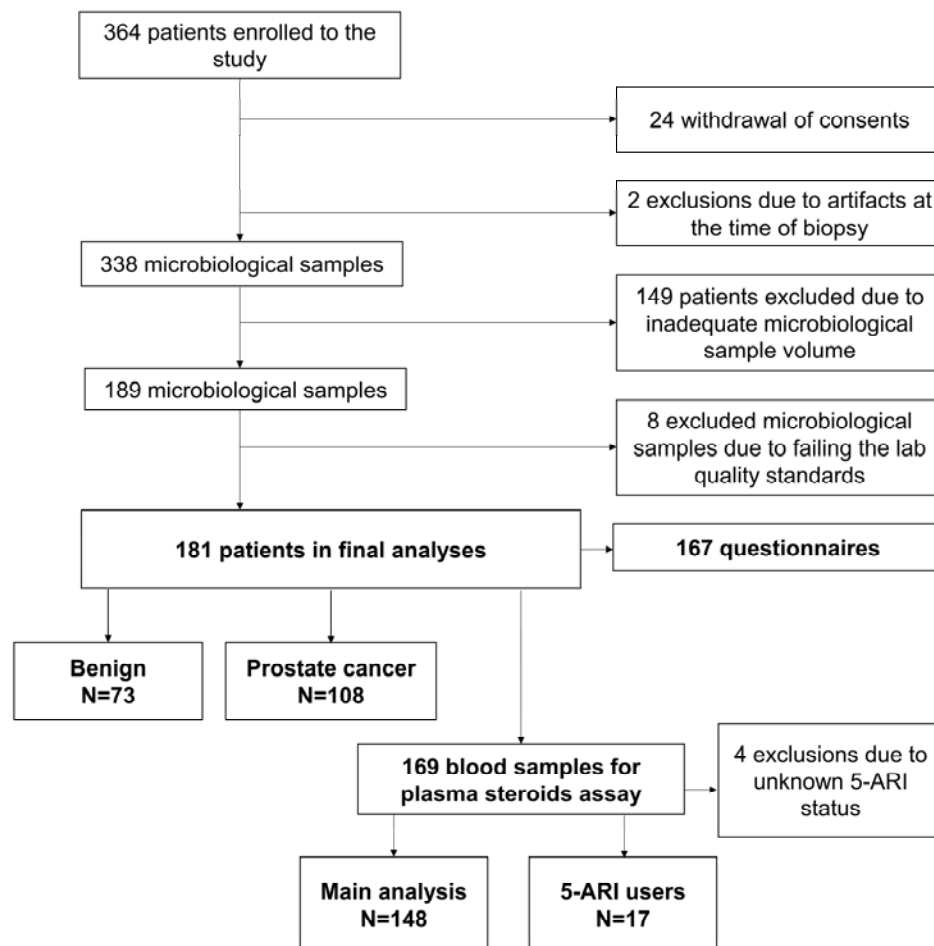 364 patients enrolled to the
study
24 withdrawal of consents
2 exclusions due to artifacts at
the time of biopsy
338 microbiological samples
149 patients excluded due to
inadequate microbiological
sample volume
189 microbiological samples
8 excluded microbiological
samples due to failing the lab
quality standards
181 patients in final analyses
167 questionnaires
Benign
N=73
Prostate cancer
N=108
169 blood samples for
plasma steroids assay
4 exclusions due to
unknown 5-ARI
status
Main analysis
N=148
5-ARI users
N=17